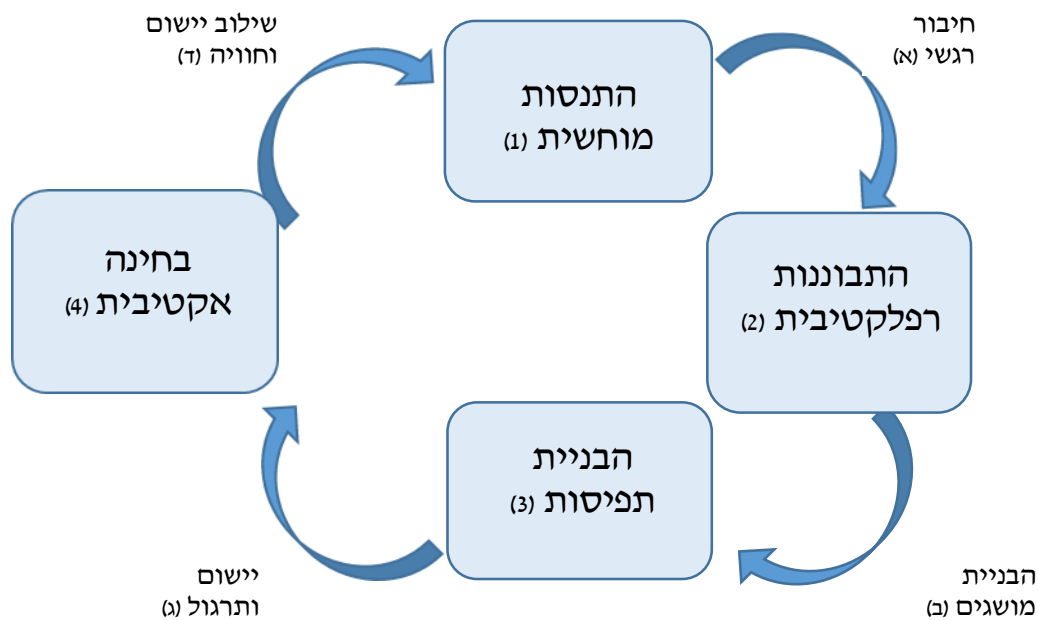 התנסות
מוחשית (1)
חיבור
רגשי (א)
התבוננות
רפלקטיבית (2)
הבניית
מושגים (ב)
הבניית
תפיסות (3)
יישום
ותרגול (ג)
בחינה
אקטיבית (4)
שילוב יישום
וחוויה (ד)